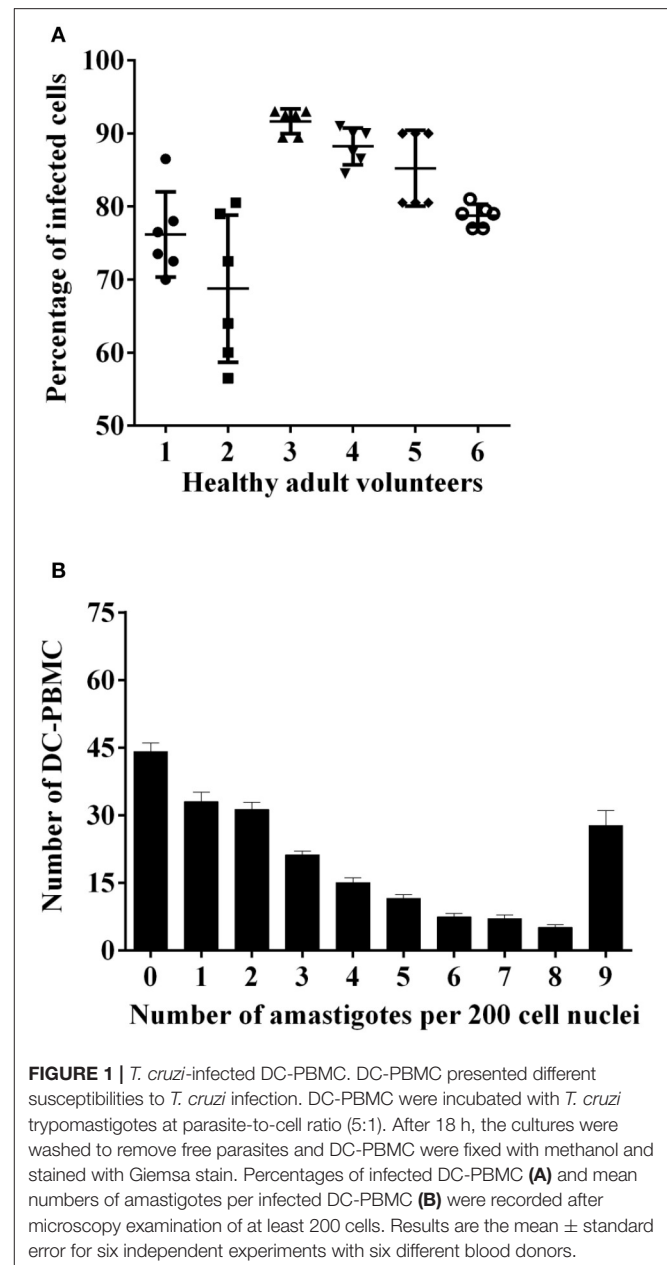 A
Percentage of infected cells
100
90
80
70
60
50
1 2 3 4 5 6
Healthy adult volunteers
B
Number of DC-PBMC
75
60
45
30
15
0
0 1 2 3 4 5 6 7 8 9
Number of amastigotes per 200 cell nuclei
FIGURE 1 | T. cruzi-infected DC-PBMC. DC-PBMC presented different
susceptibilities to T. cruzi infection. DC-PBMC were incubated with T. cruzi
trypomastigotes at parasite-to-cell ratio (5:1). After 18 h, the cultures were
washed to remove free parasites and DC-PBMC were fixed with methanol and
stained with Giemsa stain. Percentages of infected DC-PBMC (A) and mean
numbers of amastigotes per infected DC-PBMC (B) were recorded after
microscopy examination of at least 200 cells. Results are the mean ± standard
error for six independent experiments with six different blood donors.